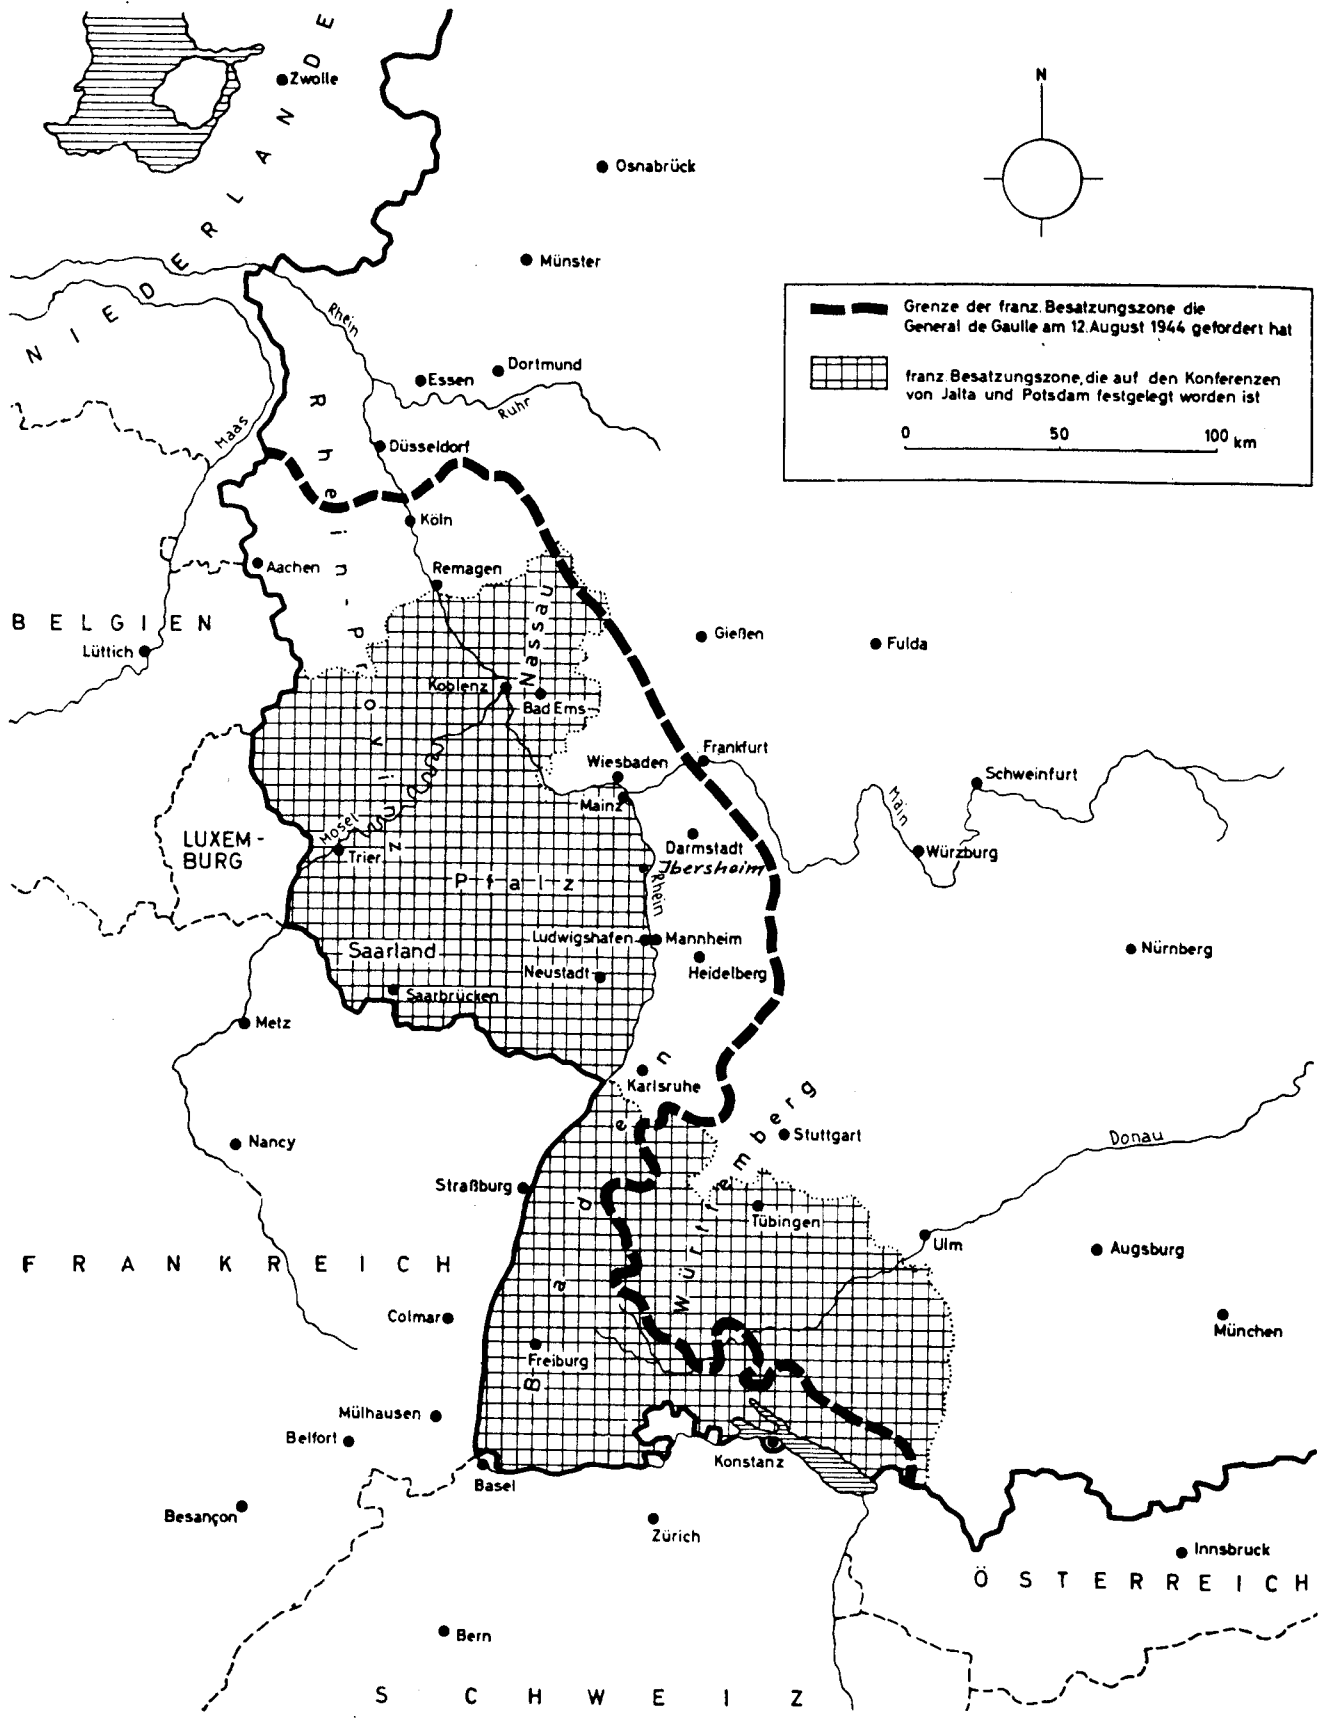 NIEDERLANDE
Zwolle
N
Osnabrück
Münster
Grenze der franz. Besatzungszone die
General de Gaulle am 12. August 1944 gefordert hat
franz. Besatzungszone, die auf den Konferenzen
von Jalta und Potsdam festgelegt worden ist
0 50 100 km
Rhein
Essen
Dortmund
Ruhr
Maas
Düsseldorf
Rhein-Provinz
Köln
Aachen
Remagen
BELGIEN
Lüttich
Nassau
Gießen
Fulda
Koblenz
Bad Ems
Wiesbaden
Frankfurt
Schweinfurt
Mainz
Main
Mosel
LUXEM-
BURG
Trier
Darmstadt
Würzburg
Ibersheim
Pfalz
Rhein
Ludwigshafen
Mannheim
Nürnberg
Saarland
Neustadt
Heidelberg
Saarbrücken
Metz
Karlsruhe
Baden
Württemberg
Nancy
Stuttgart
Donau
Straßburg
Tübingen
Ulm
Augsburg
FRANKREICH
Colmar
München
Freiburg
Mülhausen
Belfort
Konstanz
Basel
Besançon
Zürich
Innsbruck
ÖSTERREICH
Bern
SCHWEIZ